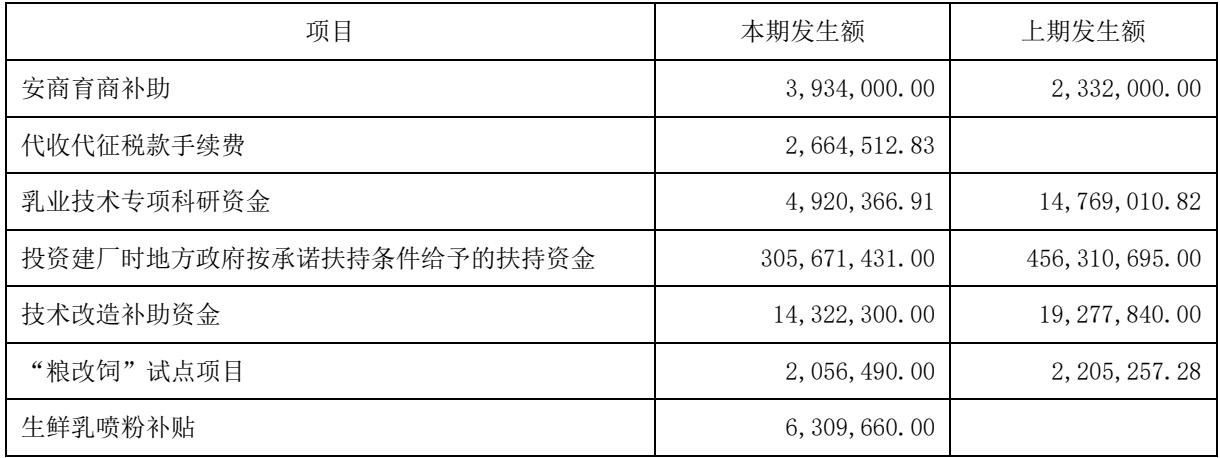 项目 本期发生额 上期发生额
安商育商补助 3,934,000.00 2,332,000.00
代收代征税款手续费 2,664,512.83
乳业技术专项科研资金 4,920,366.91 14,769,010.82
投资建厂时地方政府按承诺扶持条件给予的扶持资金 305,671,431.00 456,310,695.00
技术改造补助资金 14,322,300.00 19,277,840.00
“粮改饲”试点项目 2,056,490.00 2,205,257.28
生鲜乳喷粉补贴 6,309,660.00